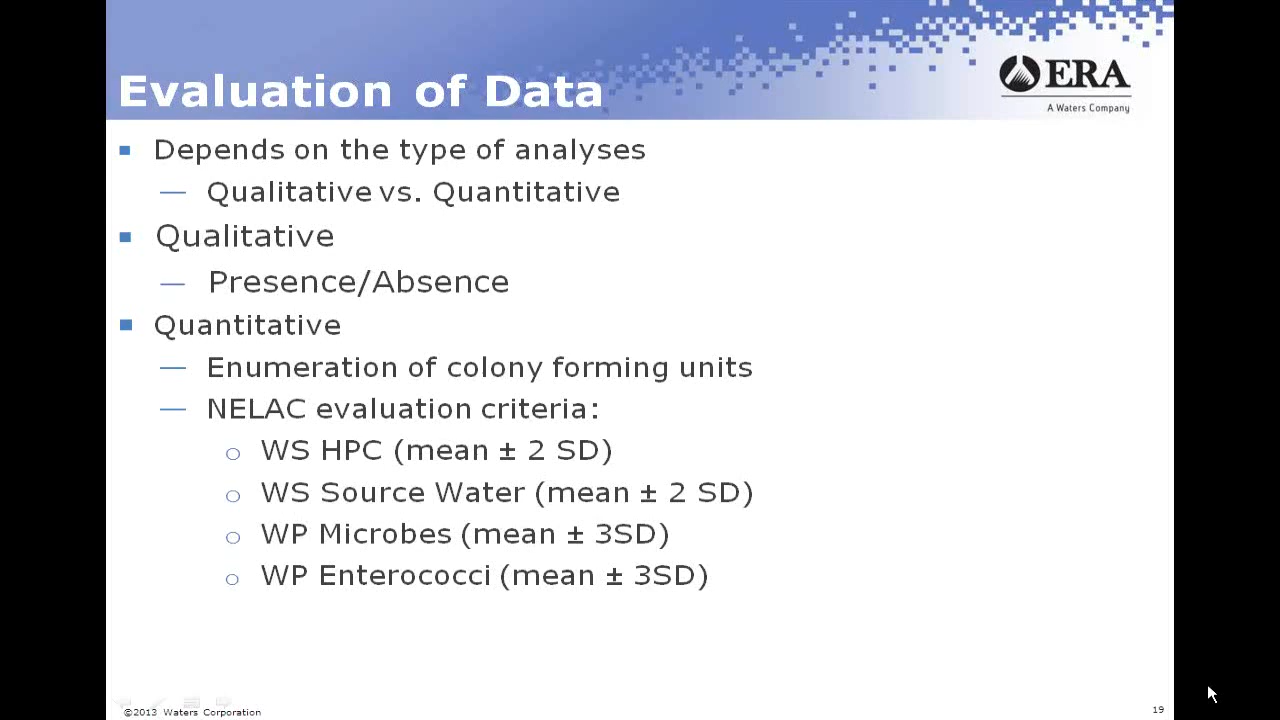 Evaluation of Data
ERA
A Waters Company
Depends on the type of analyses
— Qualitative vs. Quantitative
Qualitative
— Presence/Absence
Quantitative
— Enumeration of colony forming units
— NELAC evaluation criteria:
o WS HPC (mean ± 2 SD)
o WS Source Water (mean ± 2 SD)
o WP Microbes (mean ± 3SD)
o WP Enterococci (mean ± 3SD)
©2013 Waters Corporation
19